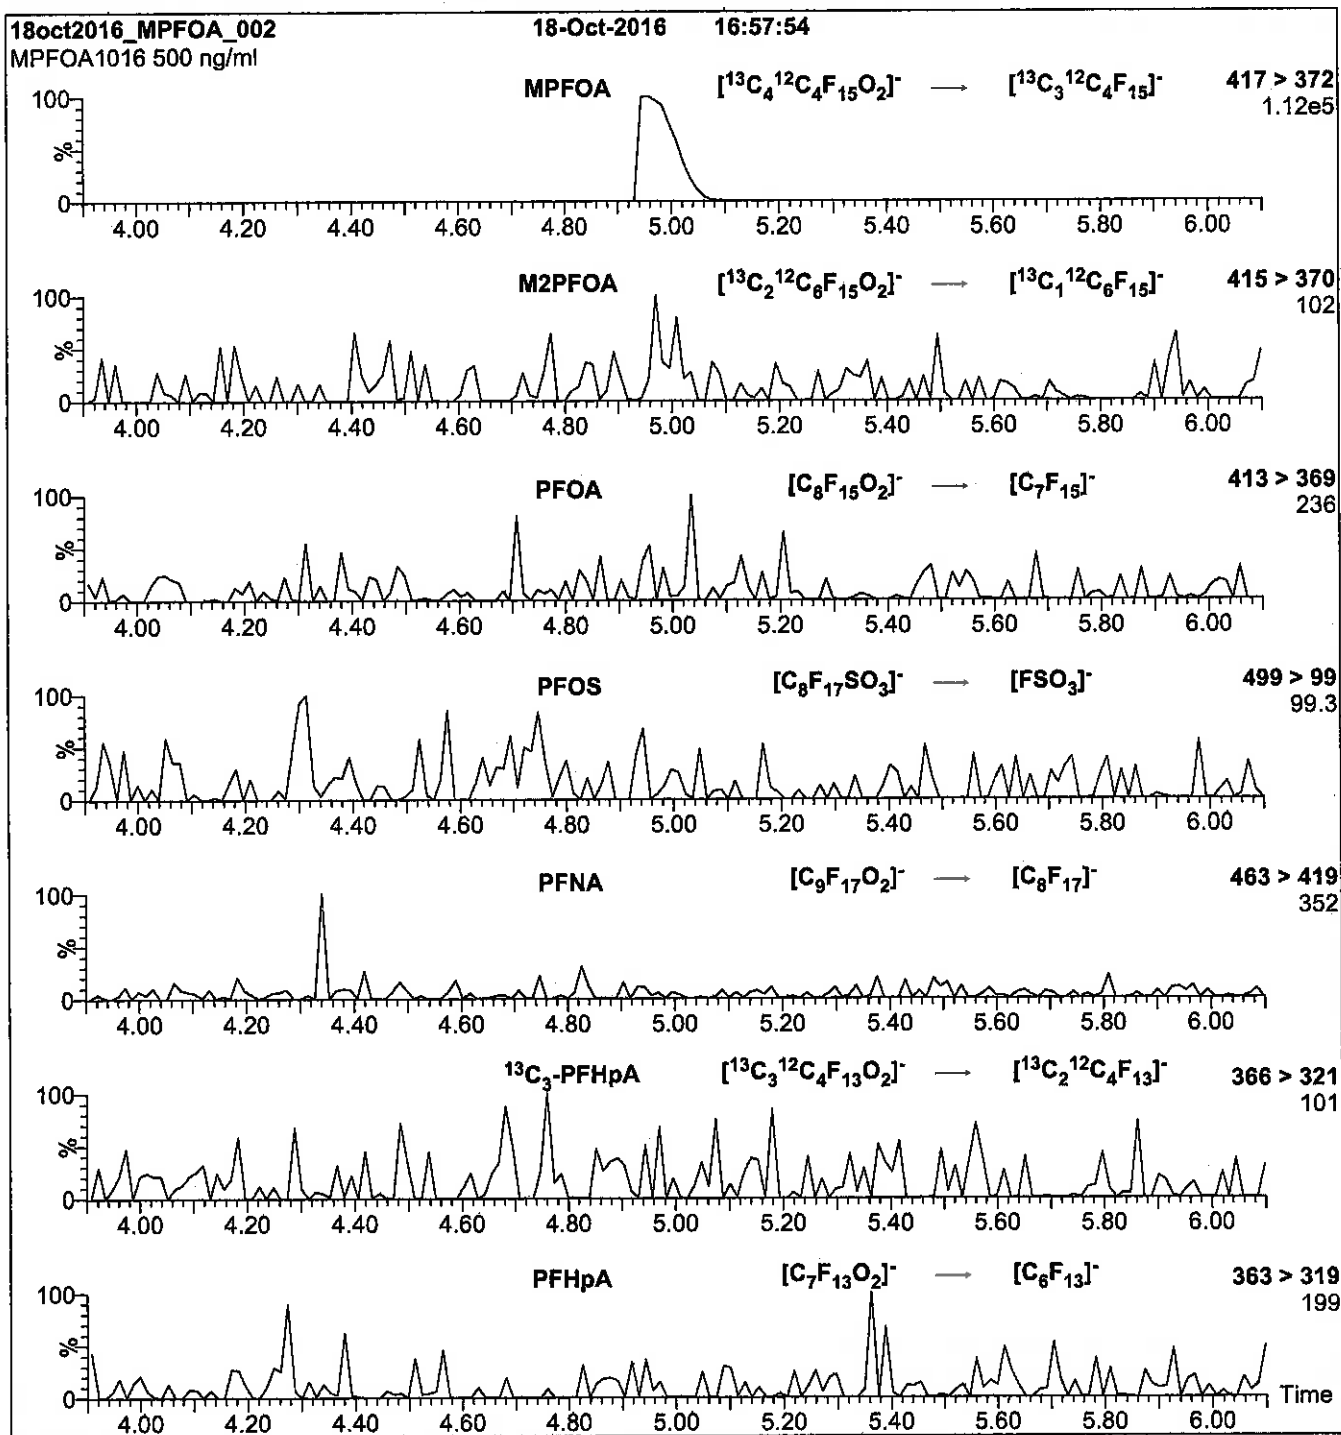 18oct2016_MPFOA_002 18-Oct-2016 16:57:54
MPFOA1016 500 ng/ml
MPFOA [¹³C₄¹²C₄F₁₅O₂]⁻ → [¹³C₃¹²C₄F₁₅]⁻ 417 > 372
1.12e5
100
%
0
4.00 4.20 4.40 4.60 4.80 5.00 5.20 5.40 5.60 5.80 6.00
M2PFOA [¹³C₂¹²C₆F₁₅O₂]⁻ → [¹³C₁¹²C₆F₁₅]⁻ 415 > 370
102
100
%
0
4.00 4.20 4.40 4.60 4.80 5.00 5.20 5.40 5.60 5.80 6.00
PFOA [C₈F₁₅O₂]⁻ → [C₇F₁₅]⁻ 413 > 369
236
100
%
0
4.00 4.20 4.40 4.60 4.80 5.00 5.20 5.40 5.60 5.80 6.00
PFOS [C₈F₁₇SO₃]⁻ → [FSO₃]⁻ 499 > 99
99.3
100
%
0
4.00 4.20 4.40 4.60 4.80 5.00 5.20 5.40 5.60 5.80 6.00
PFNA [C₉F₁₇O₂]⁻ → [C₈F₁₇]⁻ 463 > 419
352
100
%
0
4.00 4.20 4.40 4.60 4.80 5.00 5.20 5.40 5.60 5.80 6.00
¹³C₃-PFHpA [¹³C₃¹²C₄F₁₃O₂]⁻ → [¹³C₂¹²C₄F₁₃]⁻ 366 > 321
101
100
%
0
4.00 4.20 4.40 4.60 4.80 5.00 5.20 5.40 5.60 5.80 6.00
PFHpA [C₇F₁₃O₂]⁻ → [C₆F₁₃]⁻ 363 > 319
199
100
%
0
Time
4.00 4.20 4.40 4.60 4.80 5.00 5.20 5.40 5.60 5.80 6.00